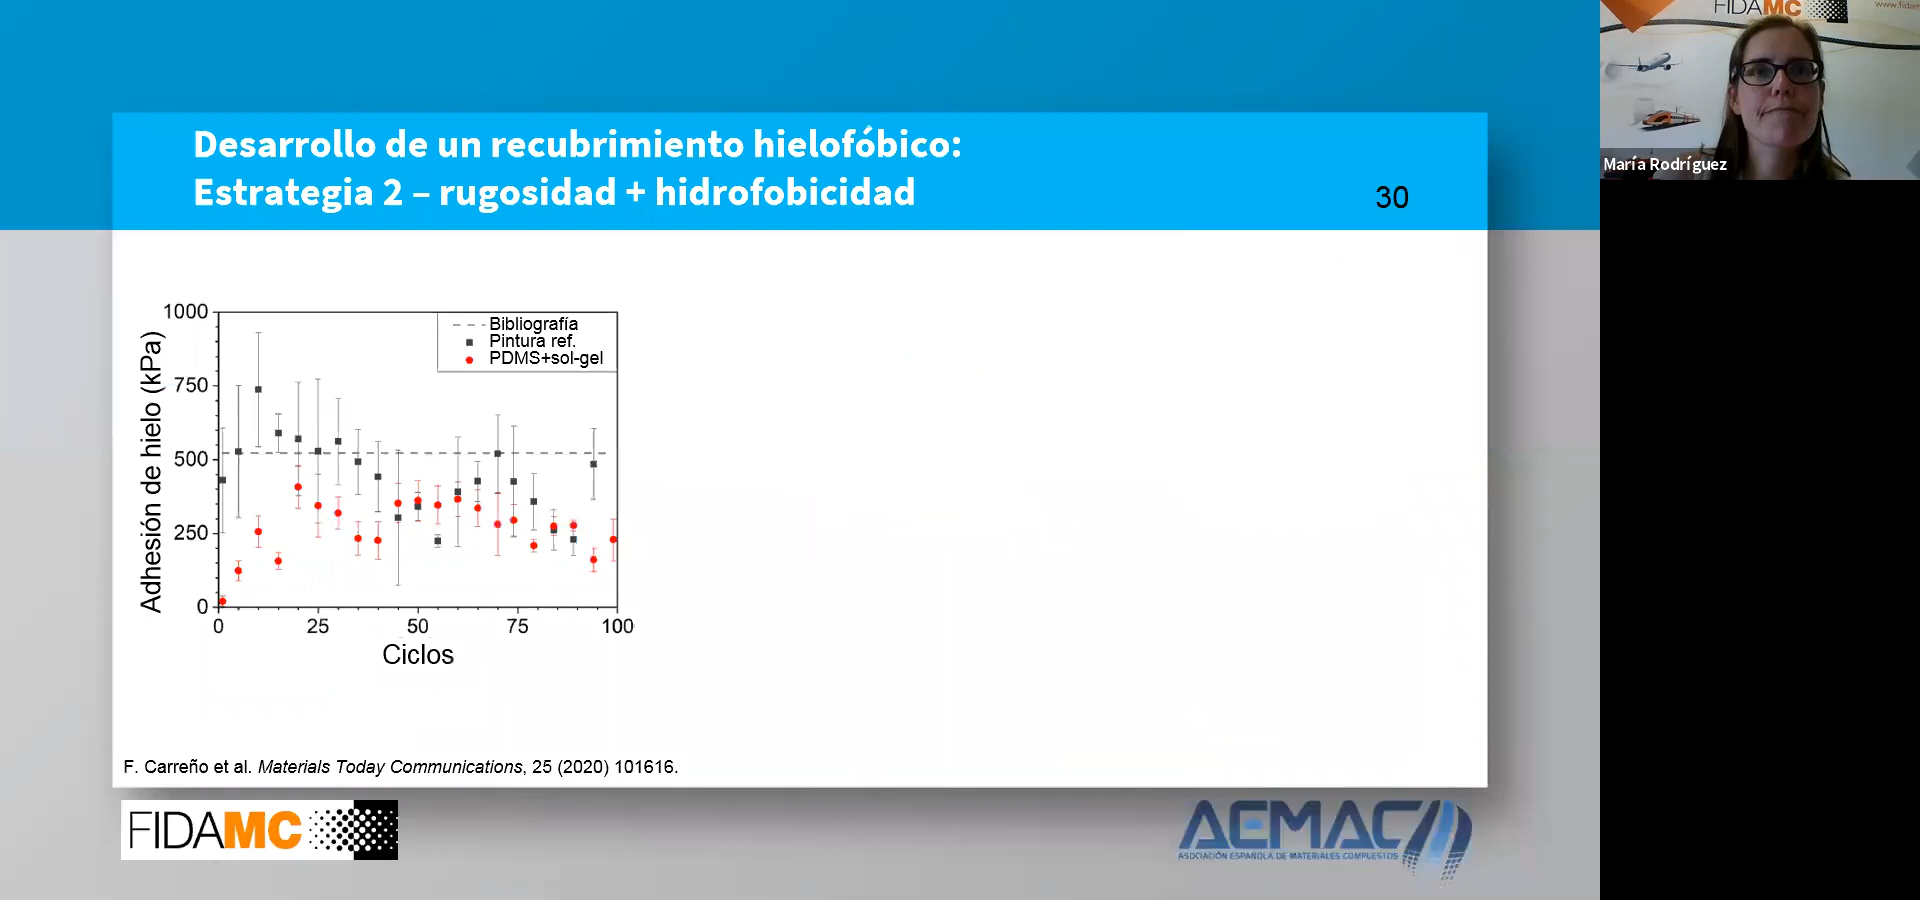 Desarrollo de un recubrimiento hielofóbico:
Estrategia 2 – rugosidad + hidrofobicidad
30
Adhesión de hielo (kPa)
1000
750
500
250
0
Bibliografía
Pintura ref.
PDMS+sol-gel
0 25 50 75 100
Ciclos
F. Carreño et al. Materials Today Communications, 25 (2020) 101616.
FIDAMC
AEMAC
ASOCIACIÓN ESPAÑOLA DE MATERIALES COMPUESTOS
FIDAMC
María Rodríguez